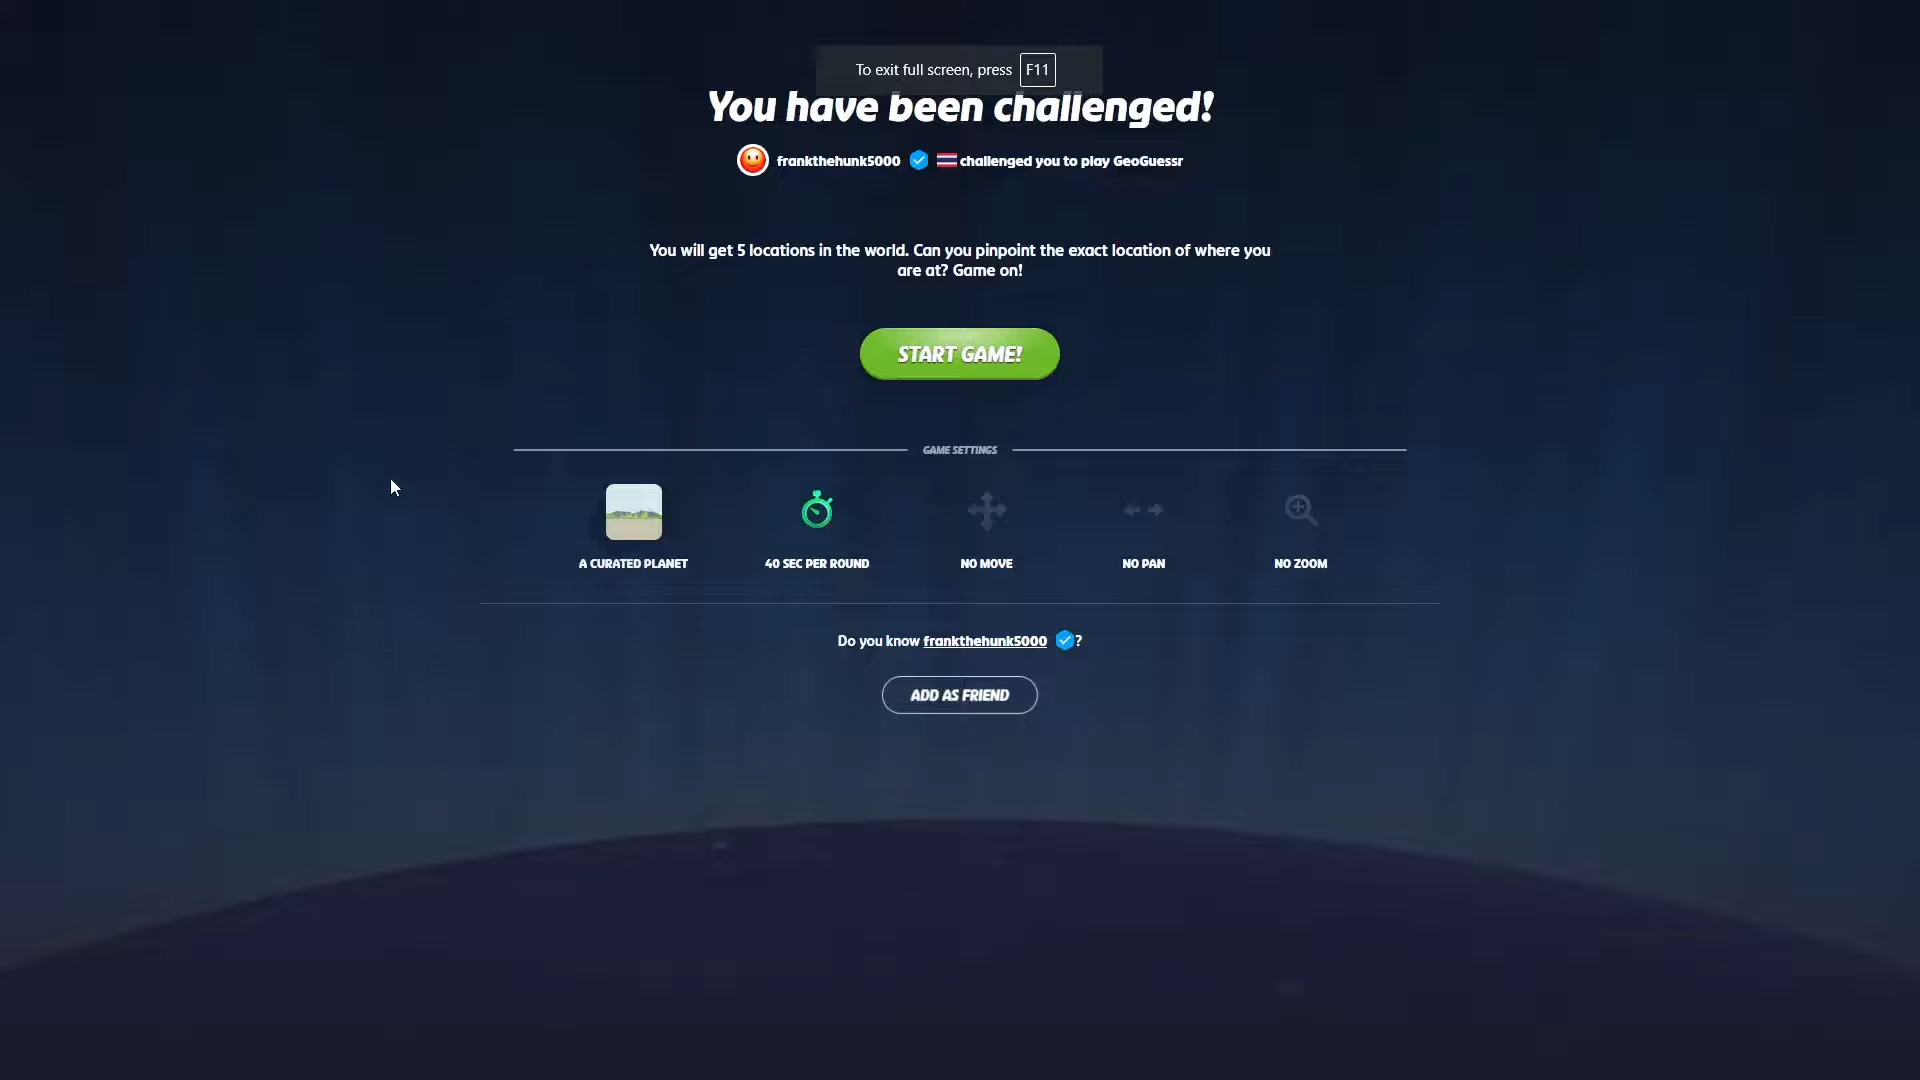 To exit full screen, press F11
You have been challenged!
frankthehunk5000 challenged you to play GeoGuessr
You will get 5 locations in the world. Can you pinpoint the exact location of where you
are at? Game on!
START GAME!
GAME SETTINGS
A CURATED PLANET
40 SEC PER ROUND
NO MOVE
NO PAN
NO ZOOM
Do you know frankthehunk5000 ?
ADD AS FRIEND